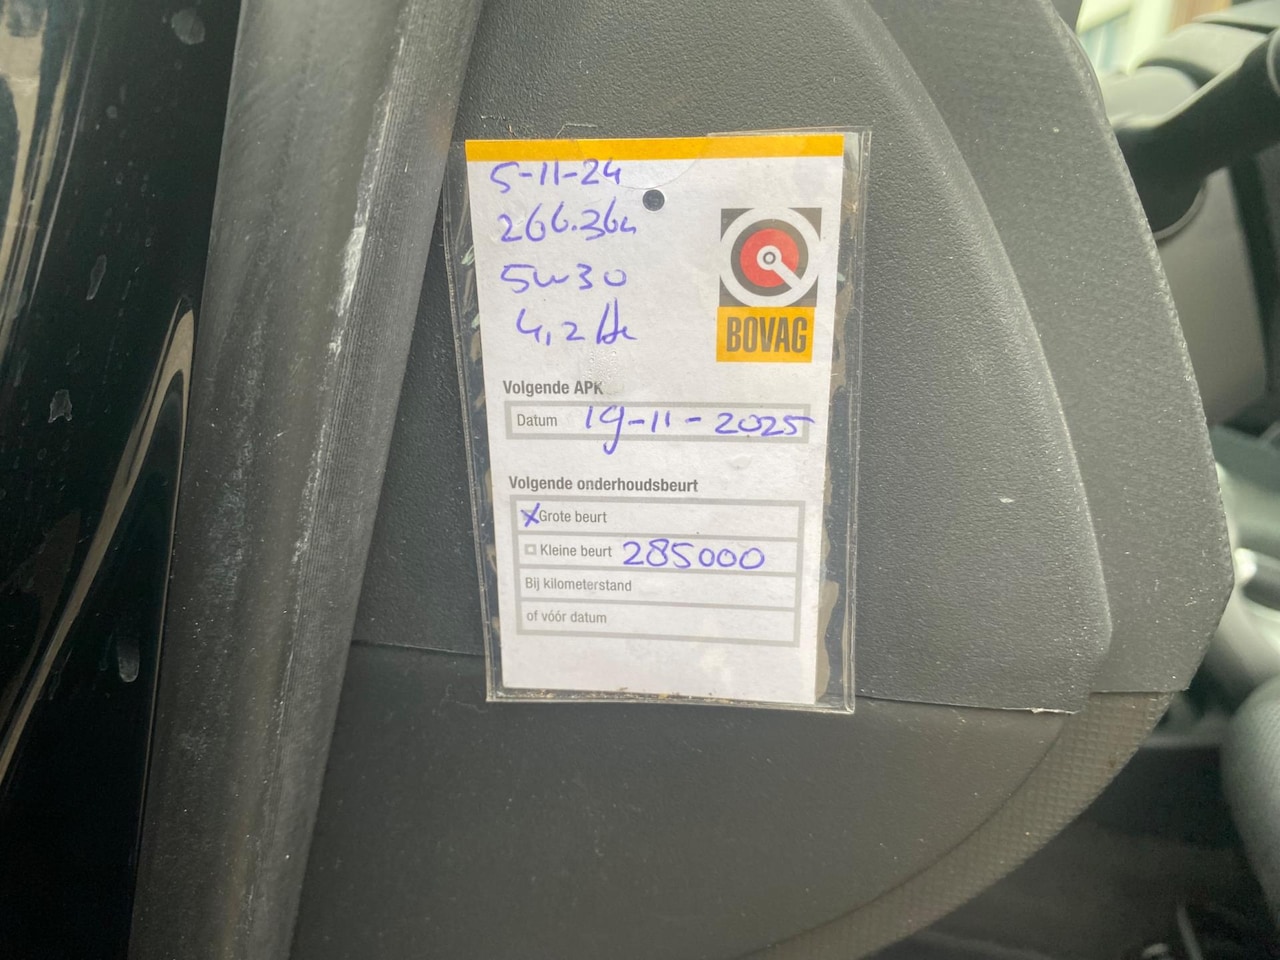 5-11-24
266.364
5w30
4,2 ltr
BOVAG
Volgende APK
Datum 19-11-2025
Volgende onderhoudsbeurt
X Grote beurt
Kleine beurt 285000
Bij kilometerstand
of vóór datum